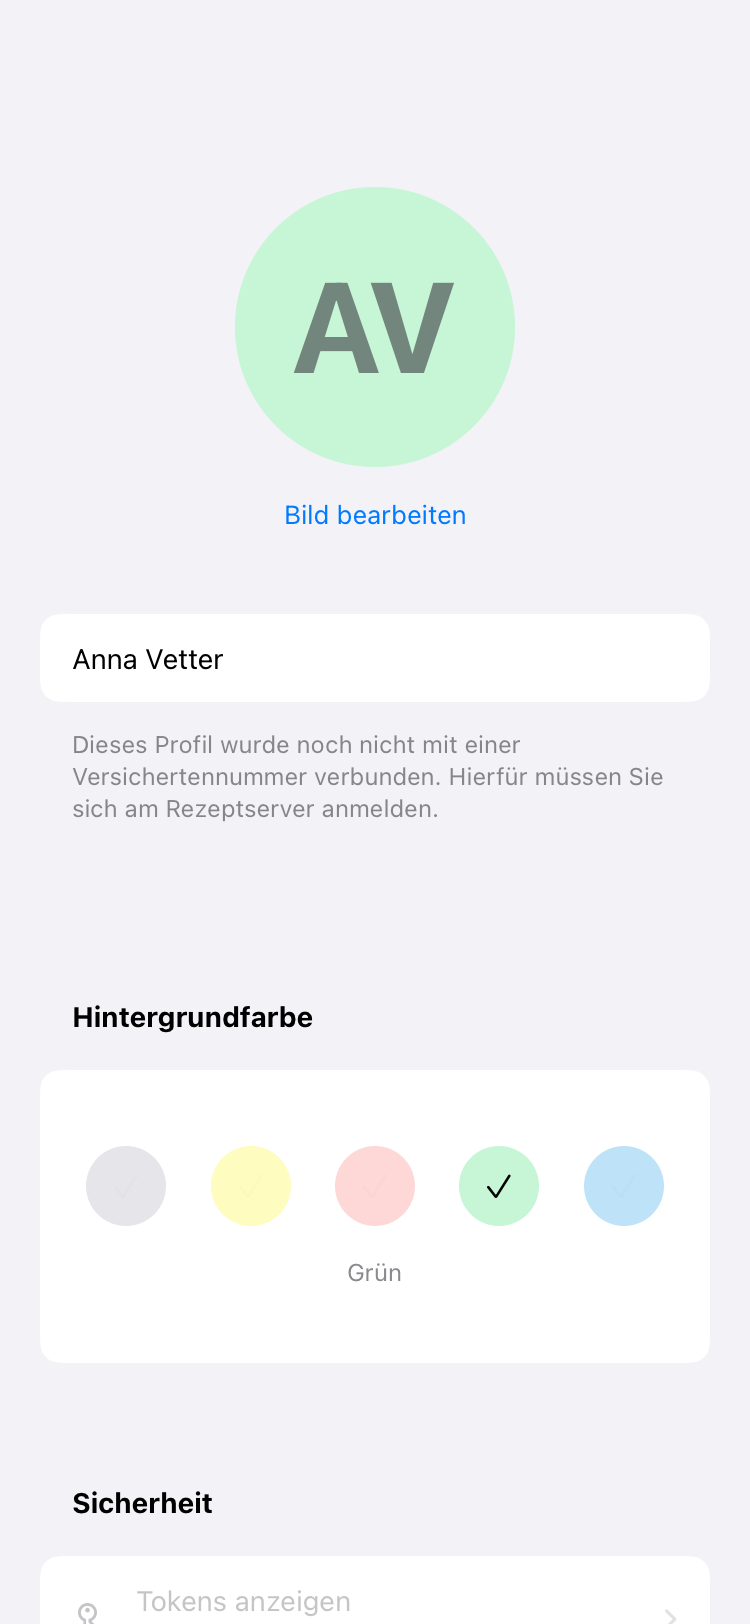 AV
Bild bearbeiten
Anna Vetter
Dieses Profil wurde noch nicht mit einer
Versichertennummer verbunden. Hierfür müssen Sie
sich am Rezeptserver anmelden.
Hintergrundfarbe
Grün
Sicherheit
Tokens anzeigen